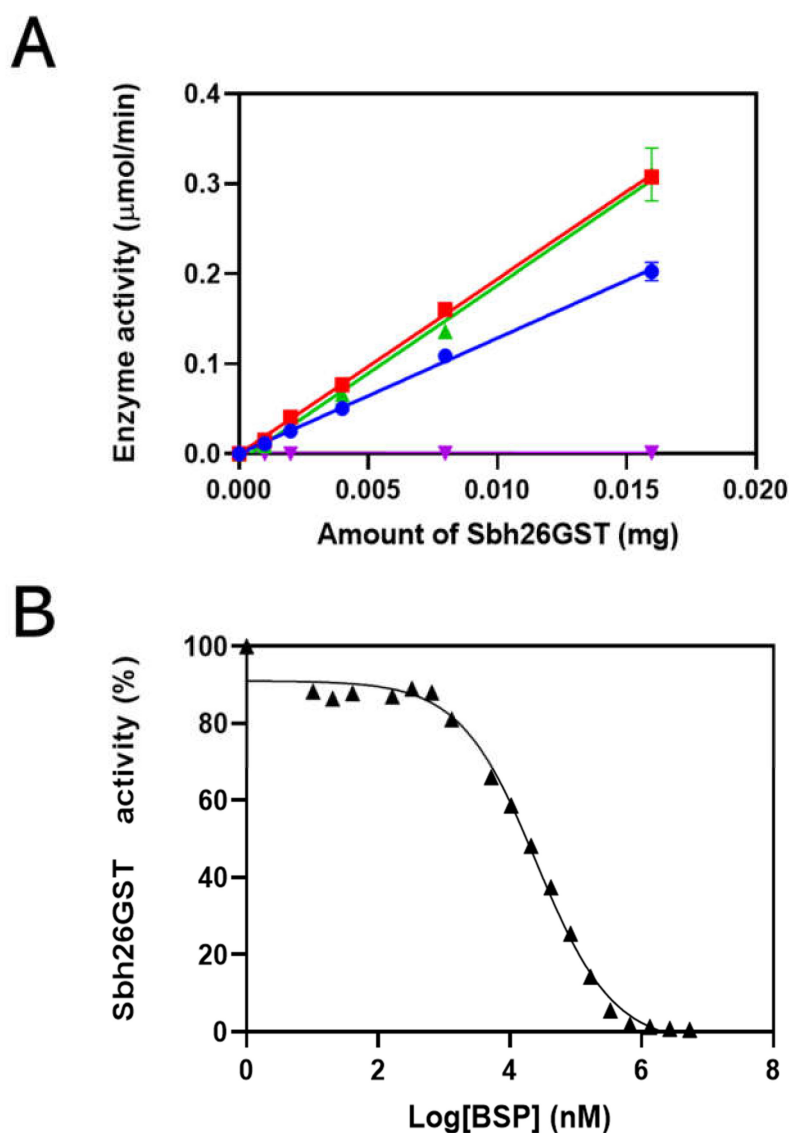 A
0.4
0.3
0.2
0.1
0.0
Enzyme activity (μmol/min)
0.000 0.005 0.010 0.015 0.020
Amount of Sbh26GST (mg)
B
100
80
60
40
20
0
Sbh26GST activity (%)
0 2 4 6 8
Log[BSP] (nM)